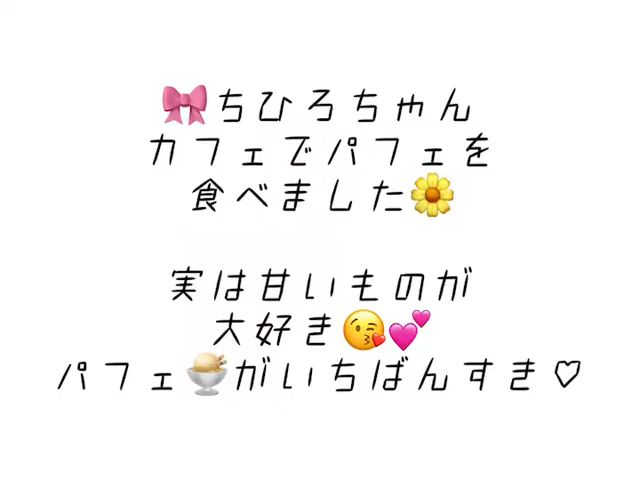 🎀ちひろちゃん
カフェでパフェを
食べました🌼
実は甘いものが
大好き😘💕
パフェ🍨がいちばんすき♡